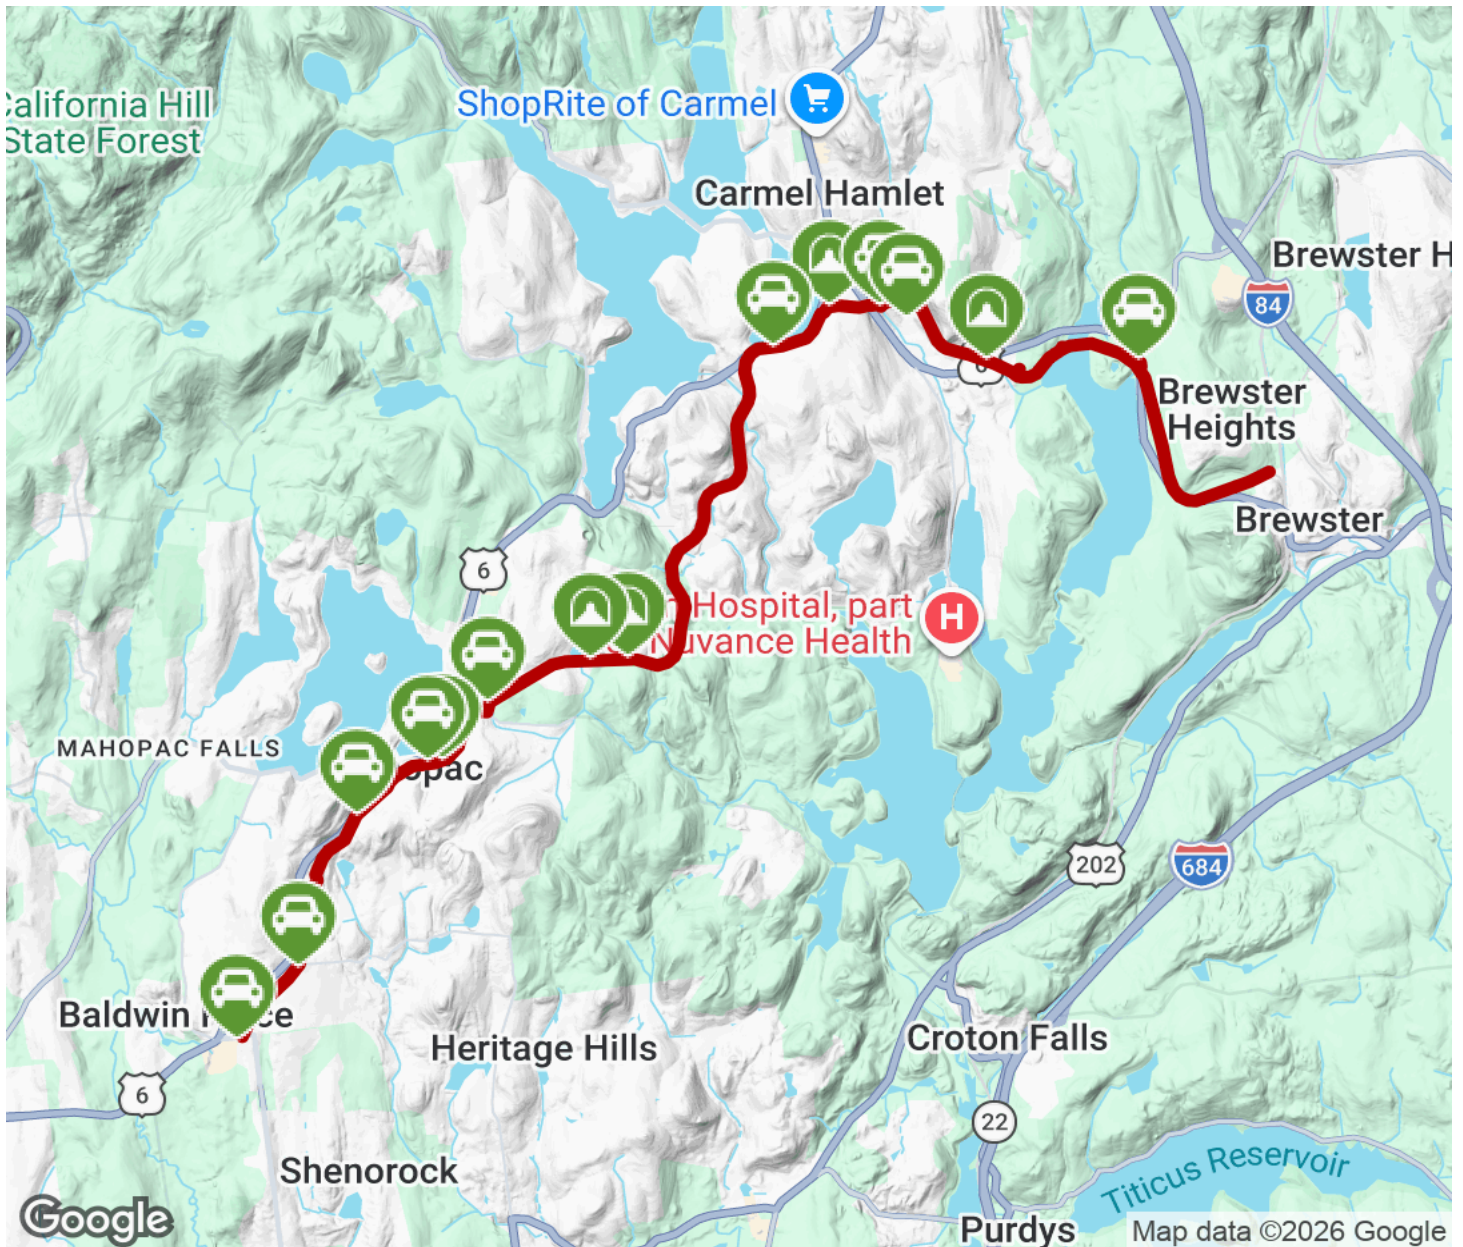 California Hill
State Forest
ShopRite of Carmel
Carmel Hamlet
Brewster H
84
6
Brewster
Heights
Brewster
6
Hospital, part
Nuvance Health
H
MAHOPAC FALLS
opac
202
684
Baldwin
Heritage Hills
Croton Falls
6
22
Shenorock
Titicus Reservoir
Google
Purdys
Map data ©2026 Google